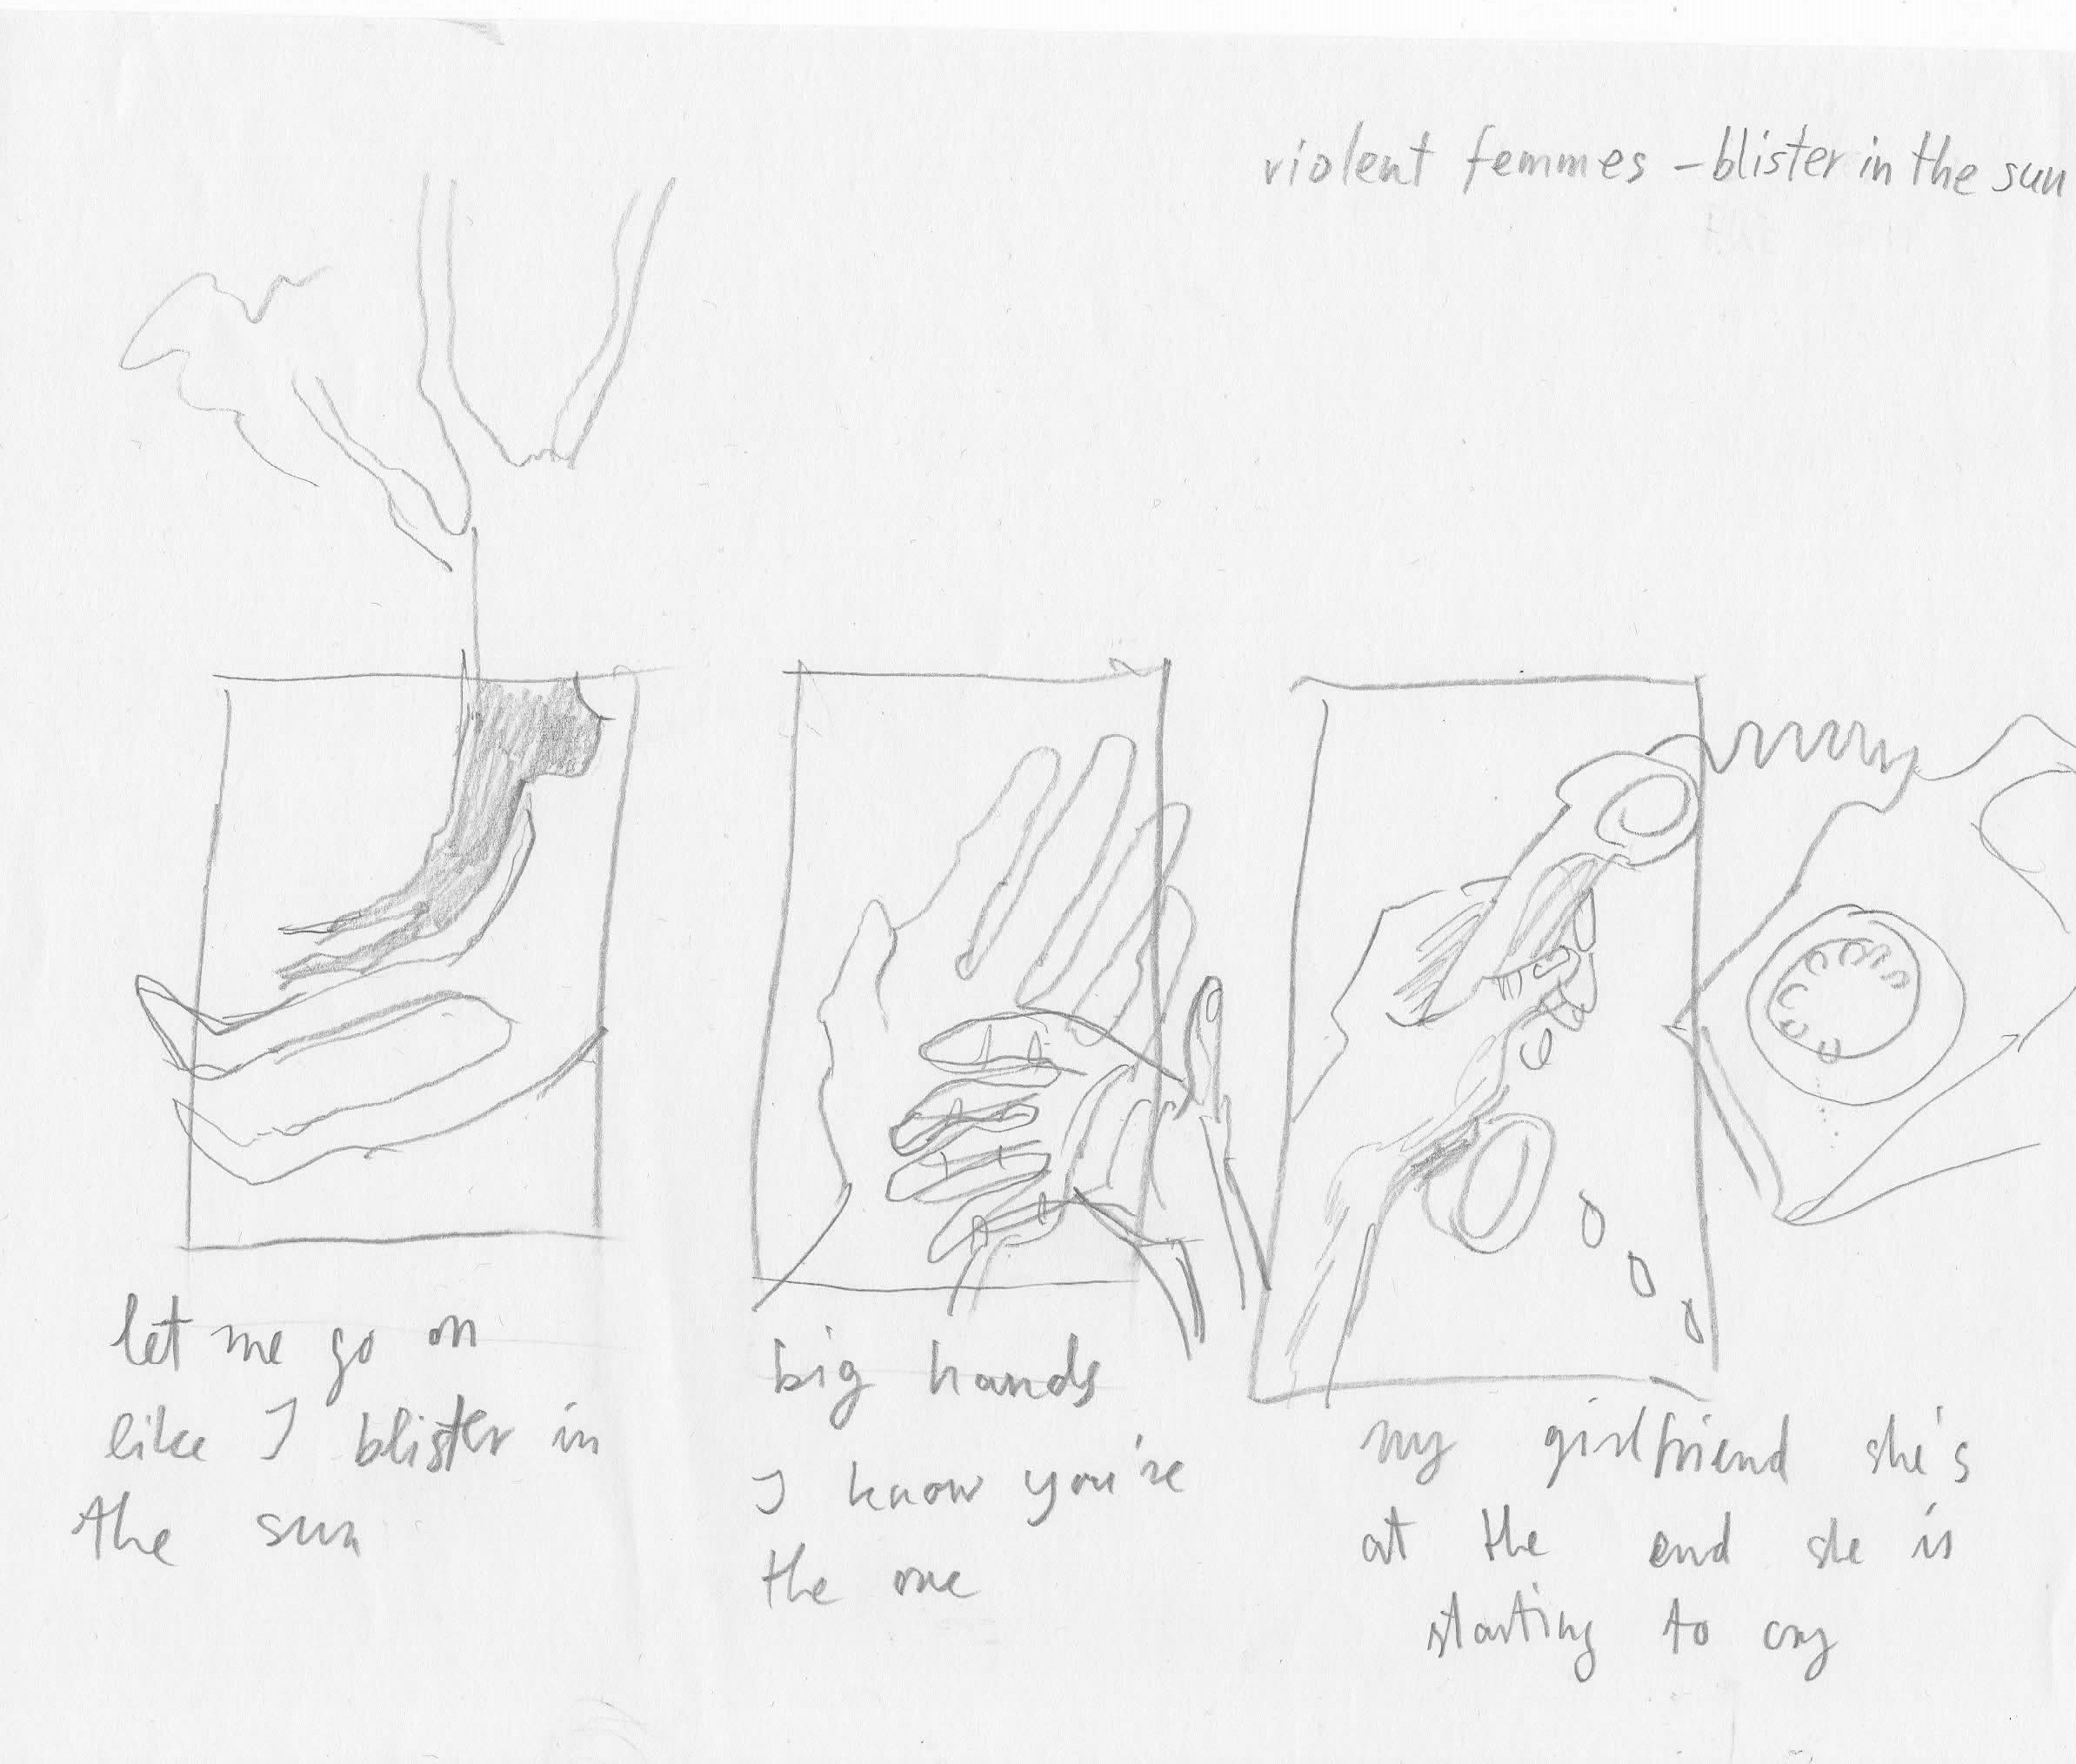 violent femmes - blister in the sun
let me go on
like I blister in
the sun
big hands
I know you're
the one
my girlfriend she's
at the end she is
starting to cry